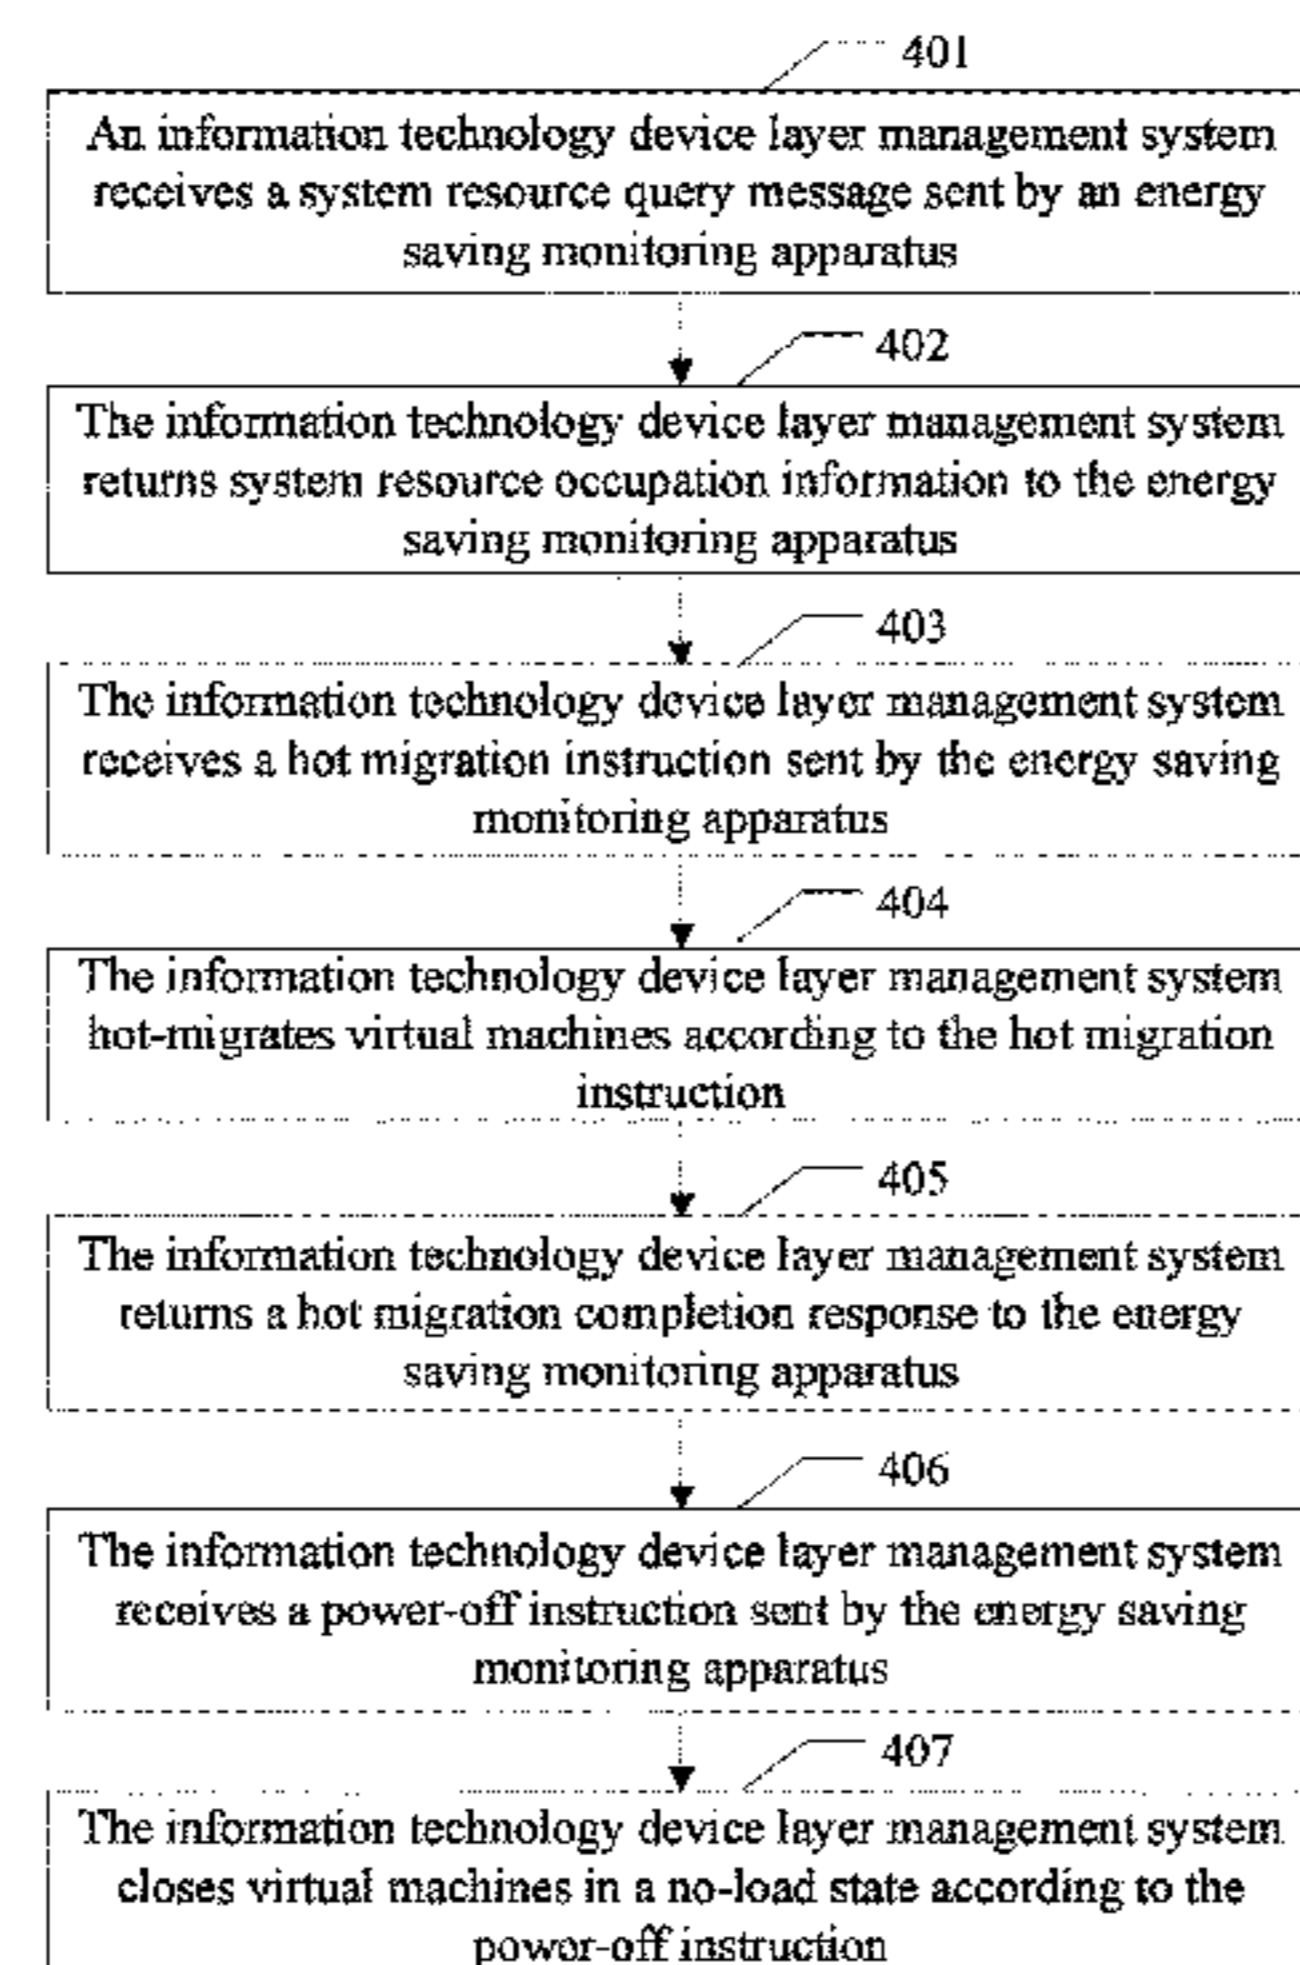 401
An information technology device layer management system
receives a system resource query message sent by an energy
saving monitoring apparatus
402
The information technology device layer management system
returns system resource occupation information to the energy
saving monitoring apparatus
403
The information technology device layer management system
receives a hot migration instruction sent by the energy saving
monitoring apparatus
404
The information technology device layer management system
hot-migrates virtual machines according to the hot migration
instruction
405
The information technology device layer management system
returns a hot migration completion response to the energy
saving monitoring apparatus
406
The information technology device layer management system
receives a power-off instruction sent by the energy saving
monitoring apparatus
407
The information technology device layer management system
closes virtual machines in a no-load state according to the
power-off instruction